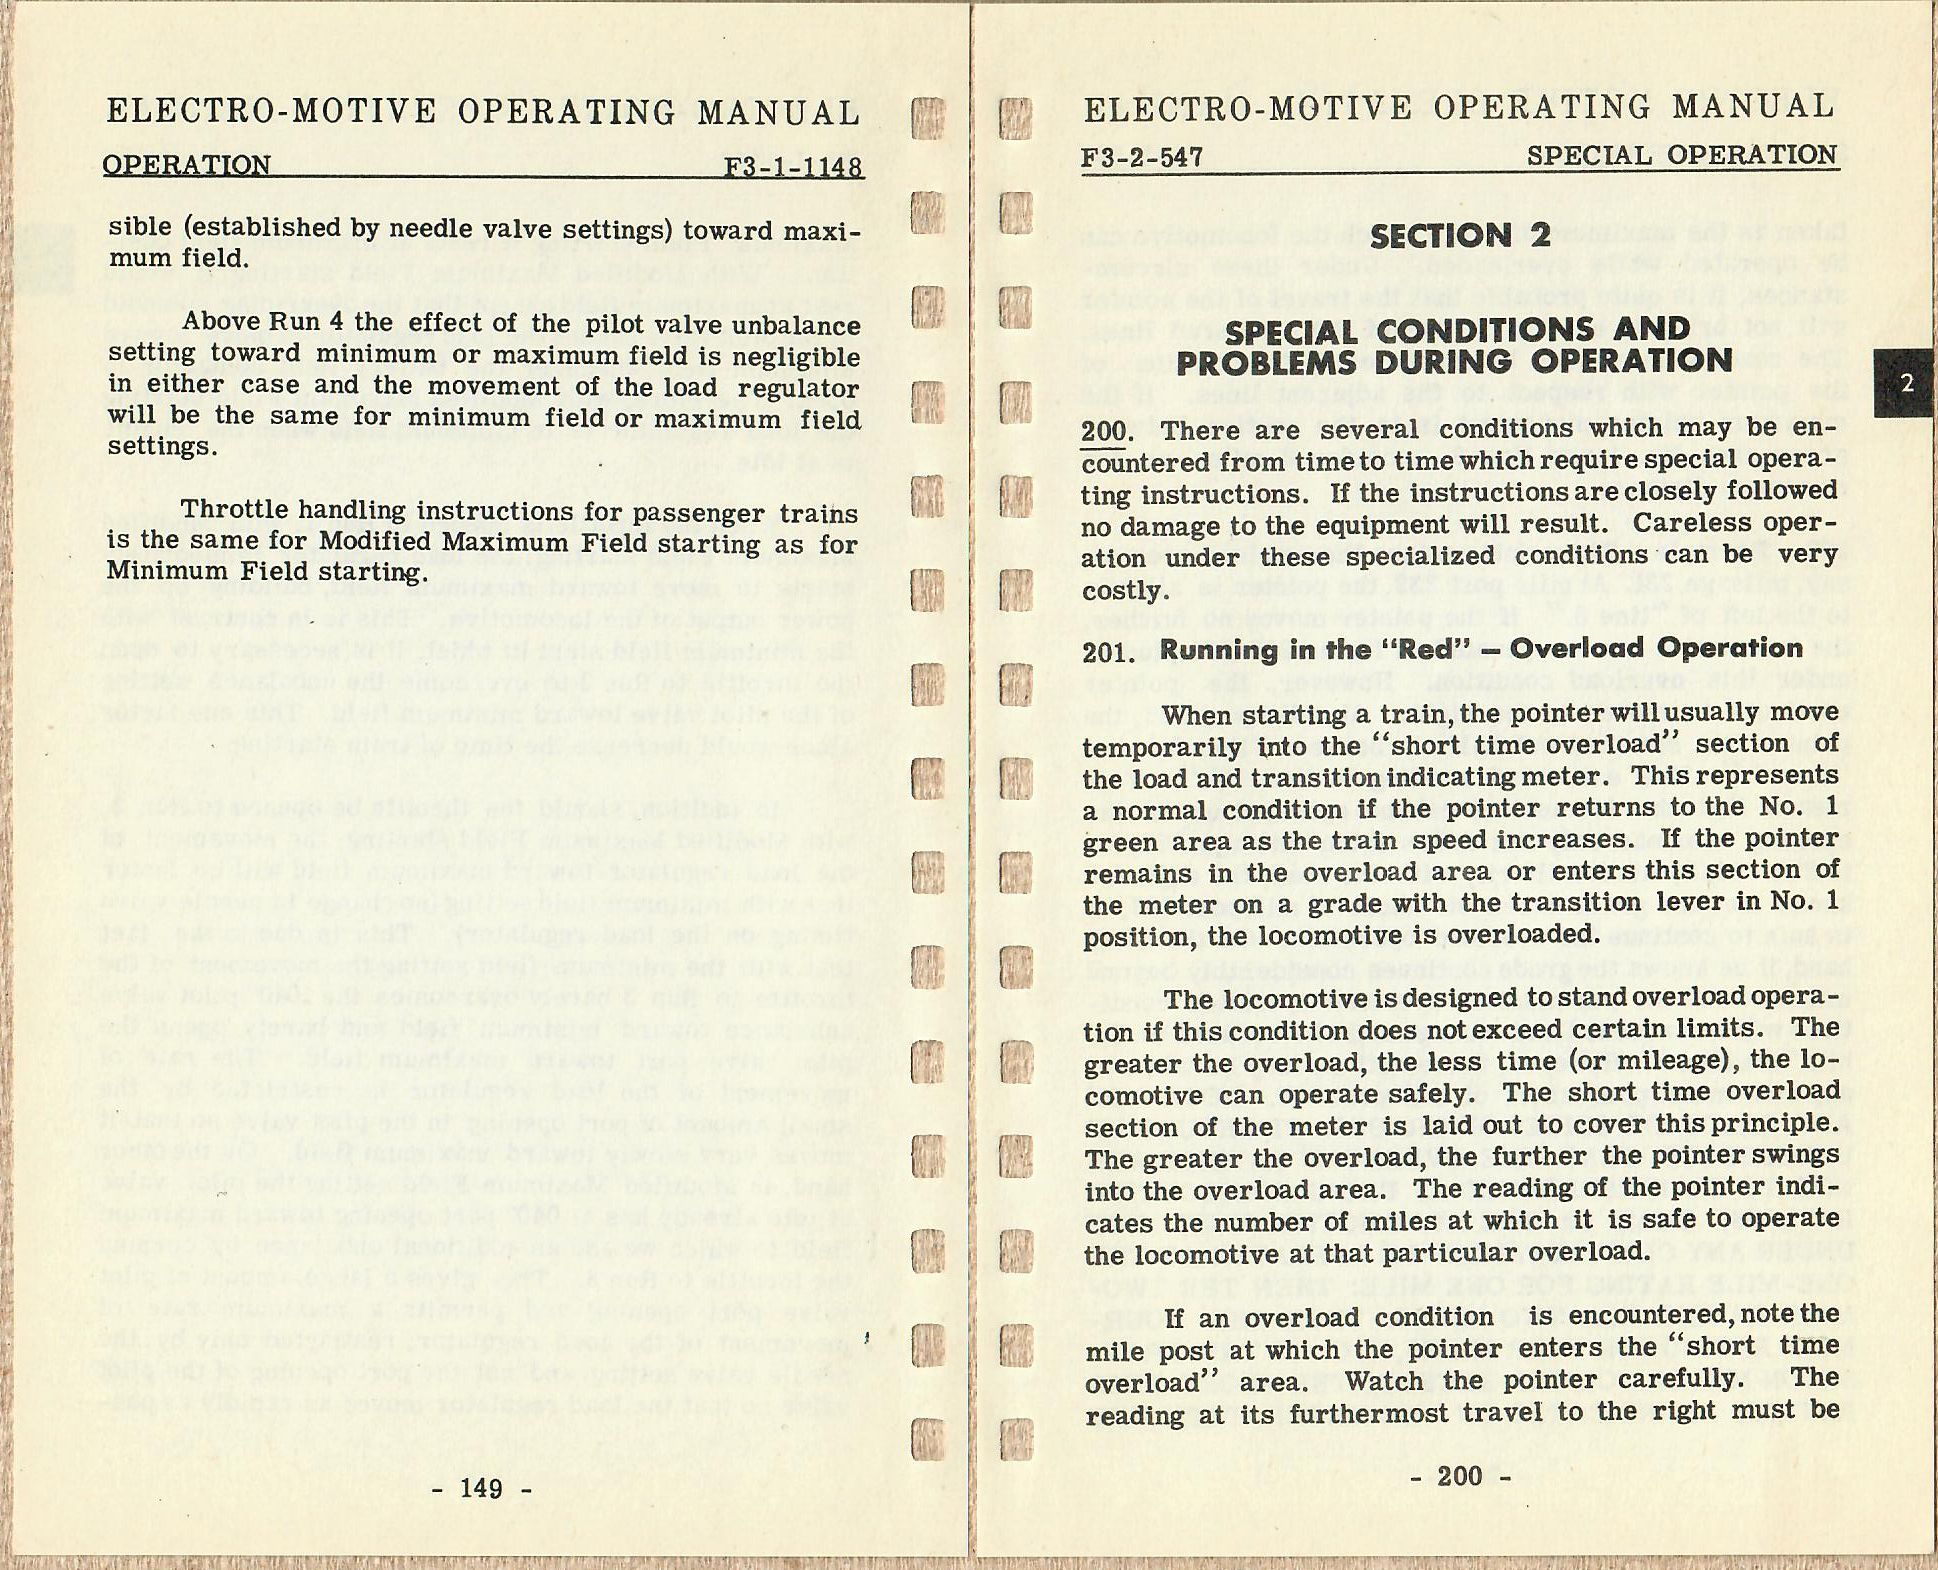 ELECTRO-MOTIVE OPERATING MANUAL
OPERATION F3-1-1148
sible (established by needle valve settings) toward maxi-
mum field.
Above Run 4 the effect of the pilot valve unbalance
setting toward minimum or maximum field is negligible
in either case and the movement of the load regulator
will be the same for minimum field or maximum field
settings.
Throttle handling instructions for passenger trains
is the same for Modified Maximum Field starting as for
Minimum Field starting.
- 149 -
ELECTRO-MOTIVE OPERATING MANUAL
F3-2-547 SPECIAL OPERATION
SECTION 2
SPECIAL CONDITIONS AND
PROBLEMS DURING OPERATION
2
200. There are several conditions which may be en-
countered from time to time which require special opera-
ting instructions. If the instructions are closely followed
no damage to the equipment will result. Careless oper-
ation under these specialized conditions can be very
costly.
201. Running in the "Red" – Overload Operation
When starting a train, the pointer will usually move
temporarily into the "short time overload" section of
the load and transition indicating meter. This represents
a normal condition if the pointer returns to the No. 1
green area as the train speed increases. If the pointer
remains in the overload area or enters this section of
the meter on a grade with the transition lever in No. 1
position, the locomotive is overloaded.
The locomotive is designed to stand overload opera-
tion if this condition does not exceed certain limits. The
greater the overload, the less time (or mileage), the lo-
comotive can operate safely. The short time overload
section of the meter is laid out to cover this principle.
The greater the overload, the further the pointer swings
into the overload area. The reading of the pointer indi-
cates the number of miles at which it is safe to operate
the locomotive at that particular overload.
If an overload condition is encountered, note the
mile post at which the pointer enters the "short time
overload" area. Watch the pointer carefully. The
reading at its furthermost travel to the right must be
- 200 -